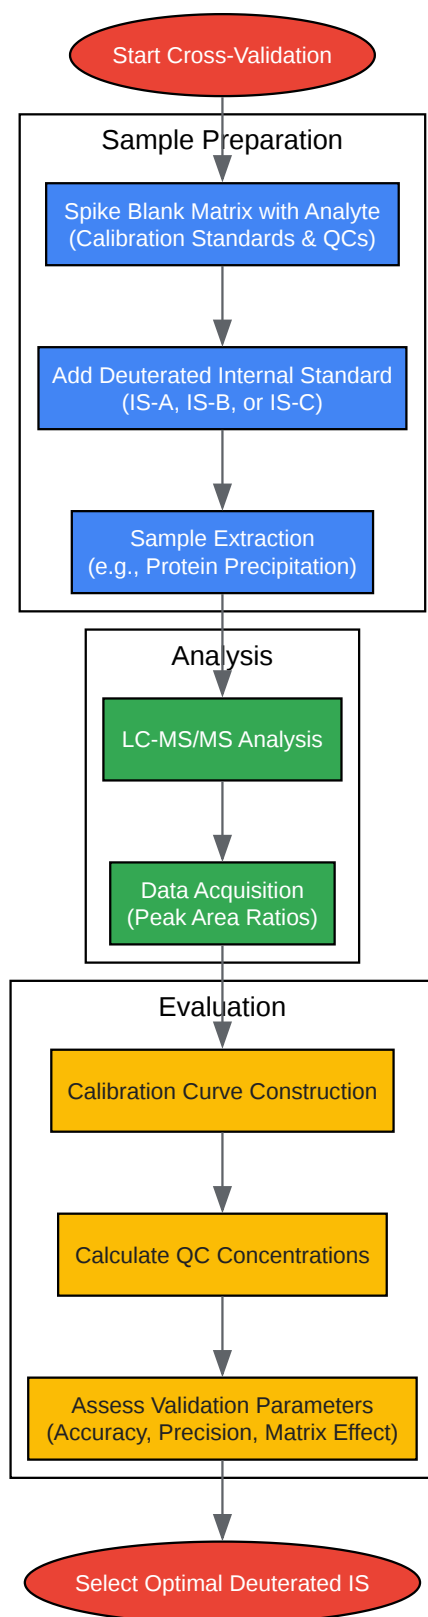 Start Cross-Validation
Sample Preparation
Spike Blank Matrix with Analyte
(Calibration Standards & QCs)
Add Deuterated Internal Standard
(IS-A, IS-B, or IS-C)
Sample Extraction
(e.g., Protein Precipitation)
Analysis
LC-MS/MS Analysis
Data Acquisition
(Peak Area Ratios)
Evaluation
Calibration Curve Construction
Calculate QC Concentrations
Assess Validation Parameters
(Accuracy, Precision, Matrix Effect)
Select Optimal Deuterated IS